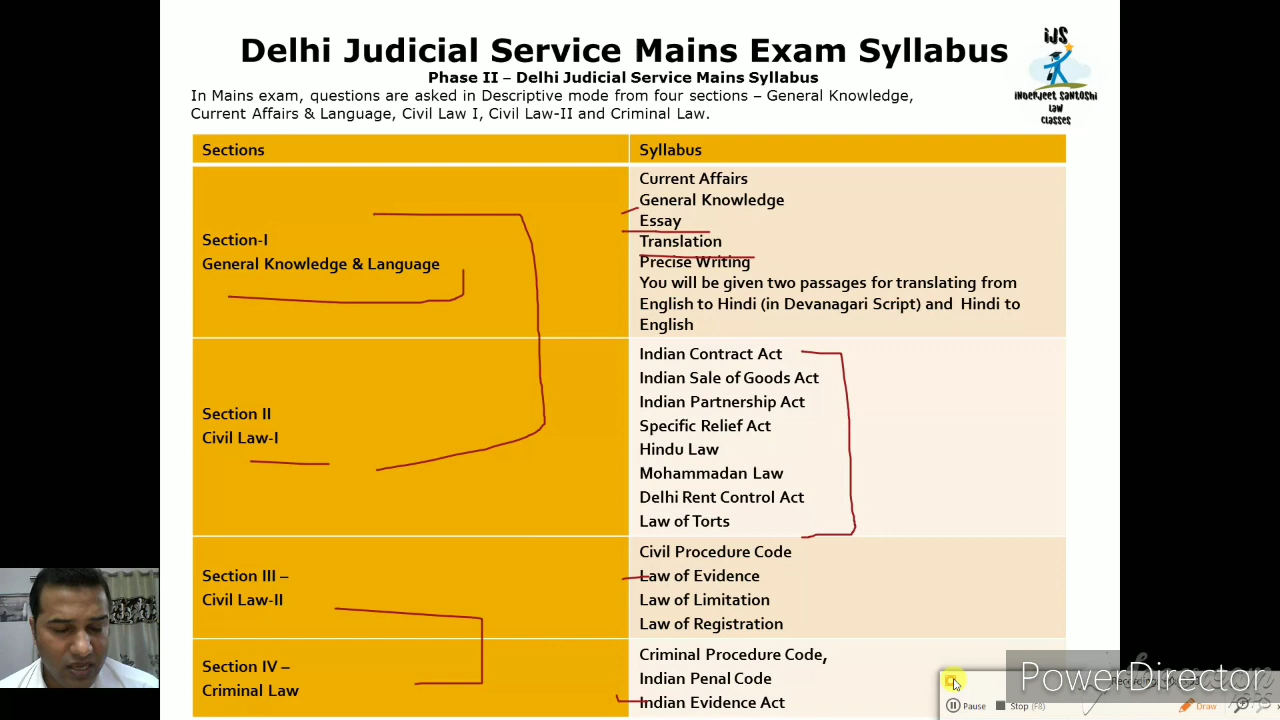 Delhi Judicial Service Mains Exam Syllabus
Phase II – Delhi Judicial Service Mains Syllabus
In Mains exam, questions are asked in Descriptive mode from four sections – General Knowledge,
Current Affairs & Language, Civil Law I, Civil Law-II and Criminal Law.
iJS
iNDERJEET SANTOSHi
LAW
CLASSES
Sections
Syllabus
Section-I
General Knowledge & Language
Current Affairs
General Knowledge
Essay
Translation
Precise Writing
You will be given two passages for translating from
English to Hindi (in Devanagari Script) and Hindi to
English
Section II
Civil Law-I
Indian Contract Act
Indian Sale of Goods Act
Indian Partnership Act
Specific Relief Act
Hindu Law
Mohammadan Law
Delhi Rent Control Act
Law of Torts
Section III –
Civil Law-II
Civil Procedure Code
Law of Evidence
Law of Limitation
Law of Registration
Section IV –
Criminal Law
Criminal Procedure Code,
Indian Penal Code
Indian Evidence Act
PowerDirector
Pause
Stop (F8)
Draw